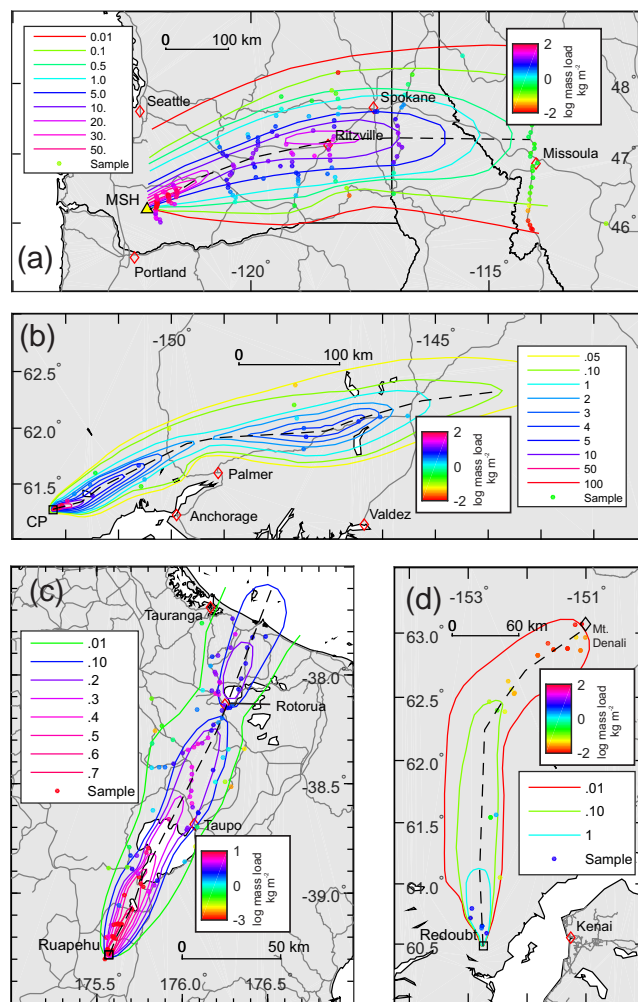 0.01
0.1
0.5
1.0
5.0
10.
20.
30.
50.
Sample
0 100 km
2
0
-2
log mass load
kg m-2
Seattle
Spokane
Ritzville
Missoula
MSH
Portland
48°
47°
46°
-120°
-115°
(a)
(b)
-150°
-145°
0 100 km
62.5
62.0
61.5
61.3
CP
Palmer
Anchorage
Valdez
2
0
-2
log mass load
kg m-2
.05
.10
1
2
3
4
5
10
50
100
Sample
(c)
.01
.10
.2
.3
.4
.5
.6
.7
Sample
Tauranga
Rotorua
Taupo
Ruapehu
-38.0°
-38.5°
-39.0°
1
0
-3
log mass load
kg m-2
0 50 km
175.5°
176.0°
176.5°
(d)
-153°
-151°
0 60 km
63.0
62.5
62.0
61.5
61.0
60.5
Mt.
Denali
2
0
-2
log mass load
kg m-2
.01
.10
1
Sample
Redoubt
Kenai